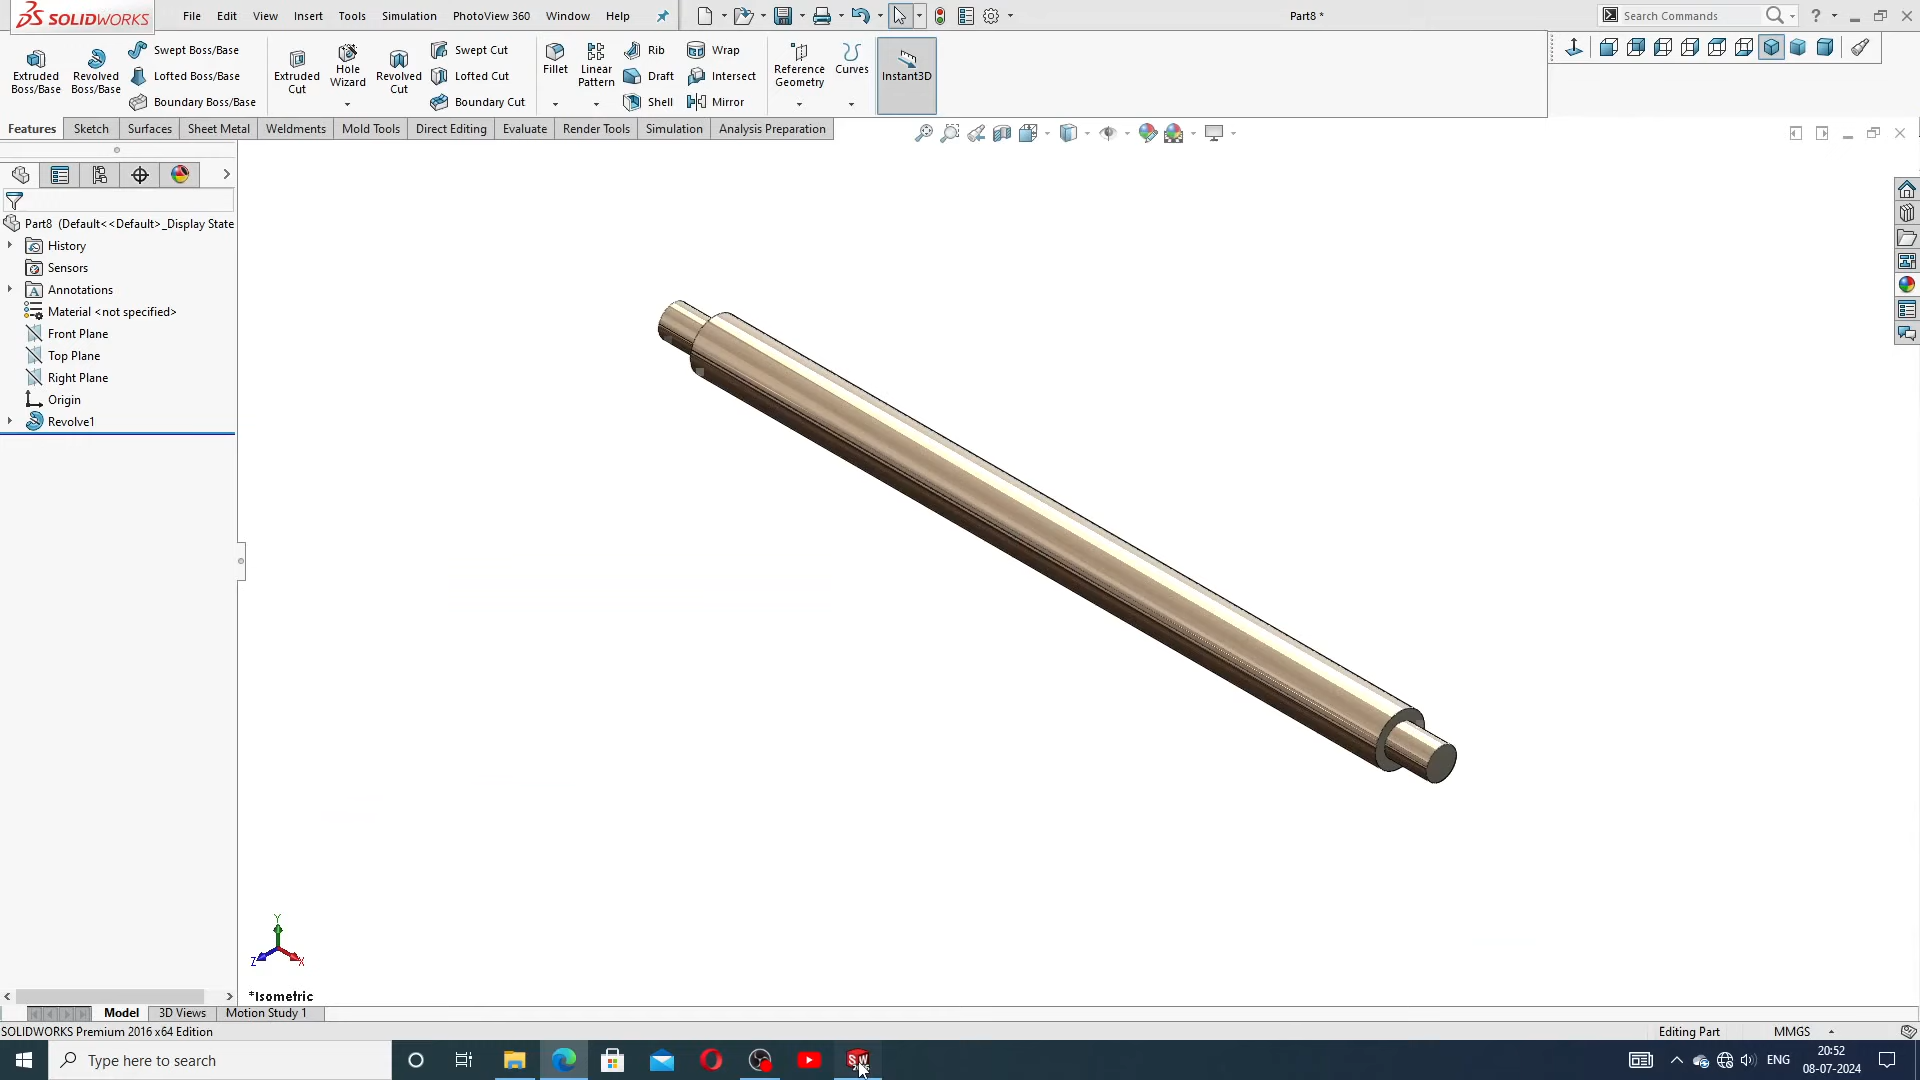 SOLIDWORKS File Edit View Insert Tools Simulation PhotoView 360 Window Help Part8 * Search Commands
Extruded Boss/Base
Revolved Boss/Base
Swept Boss/Base
Lofted Boss/Base
Boundary Boss/Base
Extruded Cut
Hole Wizard
Revolved Cut
Swept Cut
Lofted Cut
Boundary Cut
Fillet
Linear Pattern
Rib
Draft
Shell
Wrap
Intersect
Mirror
Reference Geometry
Curves
Instant3D
Features Sketch Surfaces Sheet Metal Weldments Mold Tools Direct Editing Evaluate Render Tools Simulation Analysis Preparation
Part8 (Default<<Default>_Display State
History
Sensors
Annotations
Material <not specified>
Front Plane
Top Plane
Right Plane
Origin
Revolve1
Y
Z
X
*Isometric
Model 3D Views Motion Study 1
SOLIDWORKS Premium 2016 x64 Edition Editing Part MMGS
Type here to search
ENG
20:52
08-07-2024